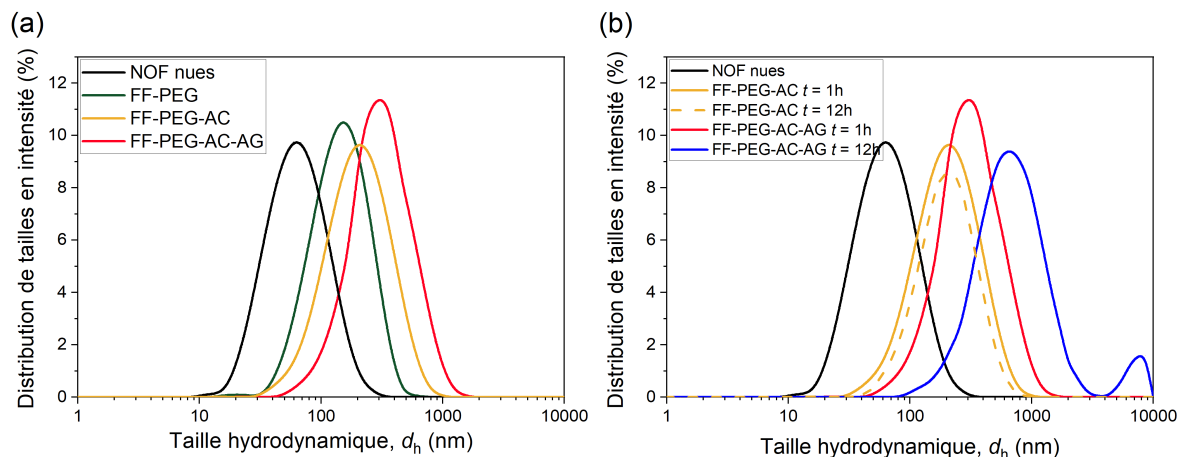 (a)
Distribution de tailles en intensité (%)
12
10
8
6
4
2
0
NOF nues
FF-PEG
FF-PEG-AC
FF-PEG-AC-AG
1
10
100
1000
10000
Taille hydrodynamique, dh (nm)
(b)
Distribution de tailles en intensité (%)
12
10
8
6
4
2
0
NOF nues
FF-PEG-AC t = 1h
FF-PEG-AC t = 12h
FF-PEG-AC-AG t = 1h
FF-PEG-AC-AG t = 12h
1
10
100
1000
10000
Taille hydrodynamique, dh (nm)